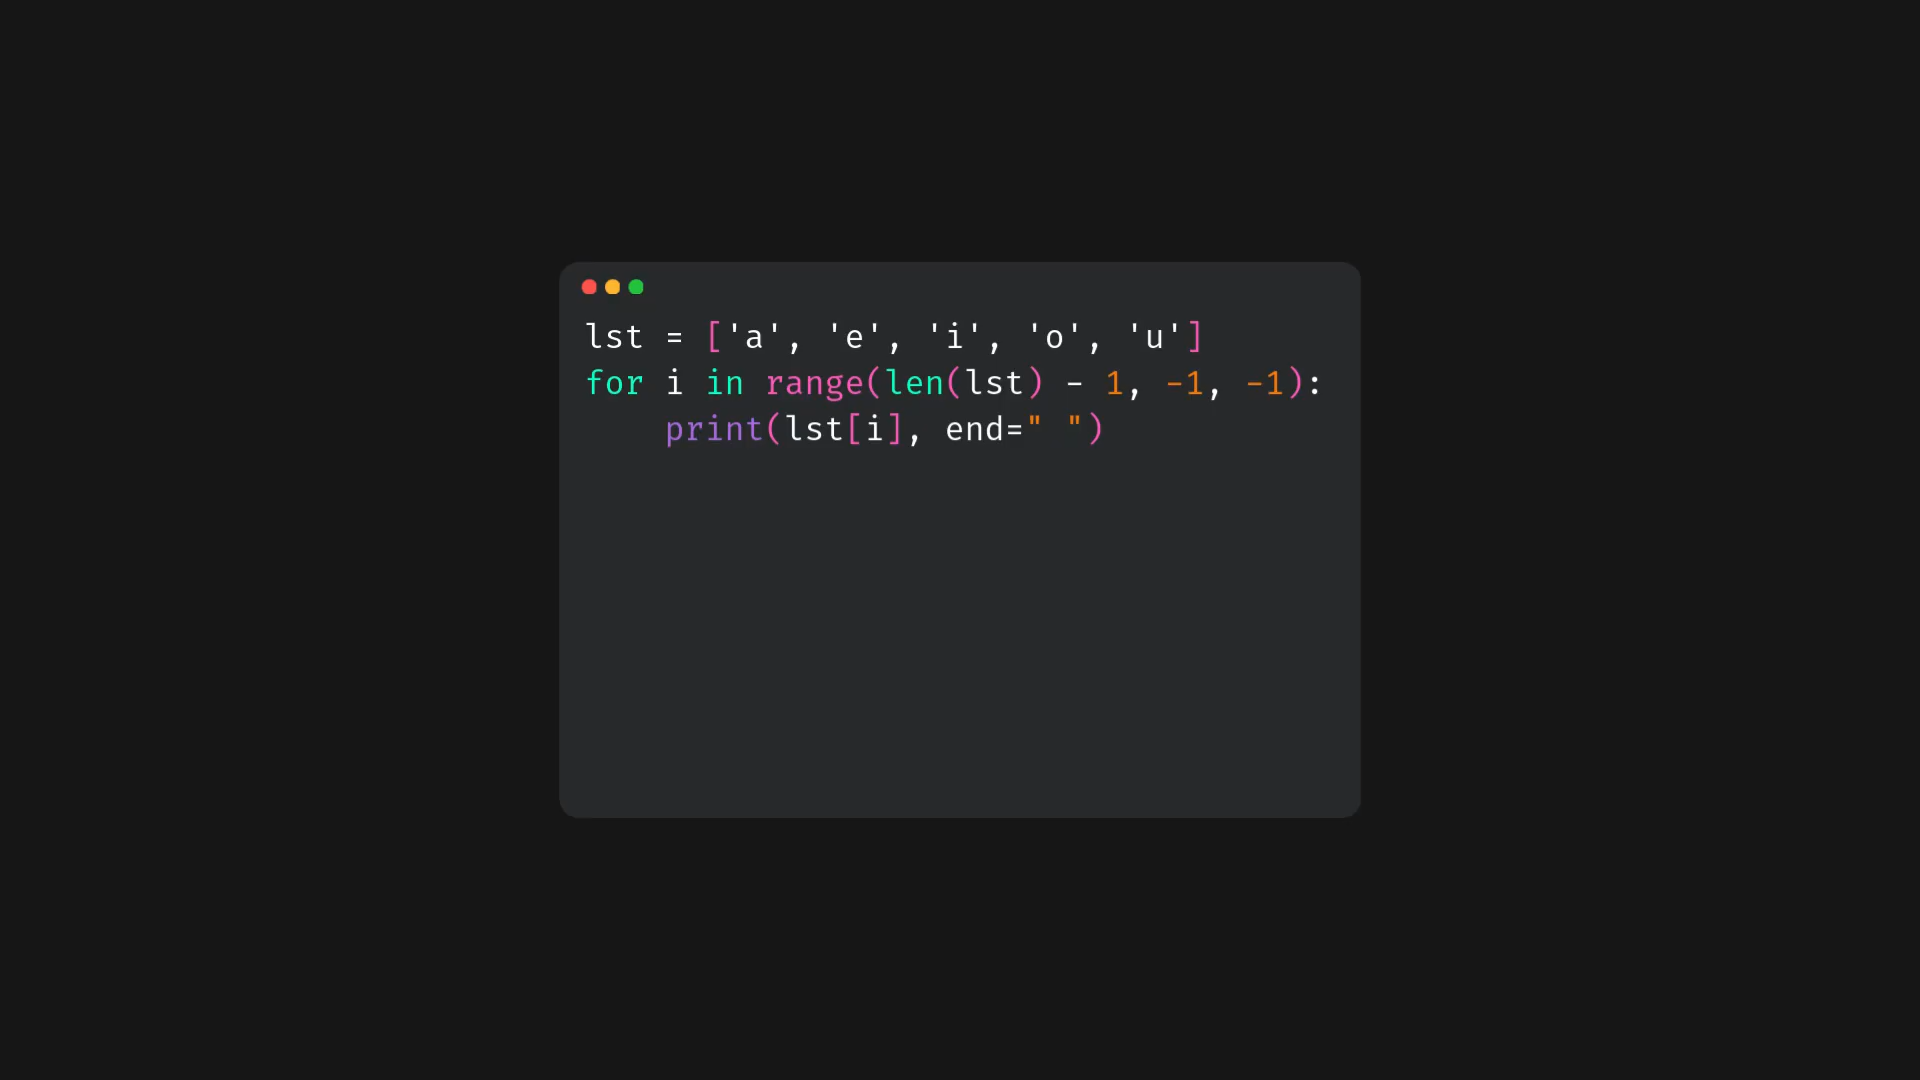 lst = ['a', 'e', 'i', 'o', 'u']
for i in range(len(lst) - 1, -1, -1):
    print(lst[i], end=" ")